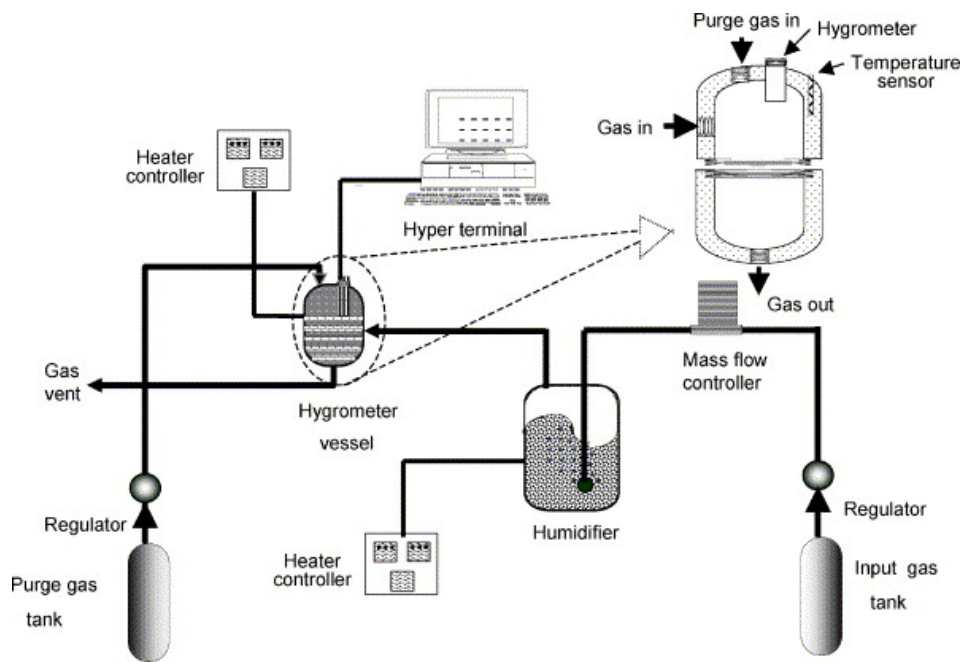 Purge gas in
Hygrometer
Temperature
sensor
Gas in
Heater
controller
Hyper terminal
Gas out
Mass flow
controller
Gas
vent
Hygrometer
vessel
Regulator
Regulator
Humidifier
Heater
controller
Purge gas
tank
Input gas
tank